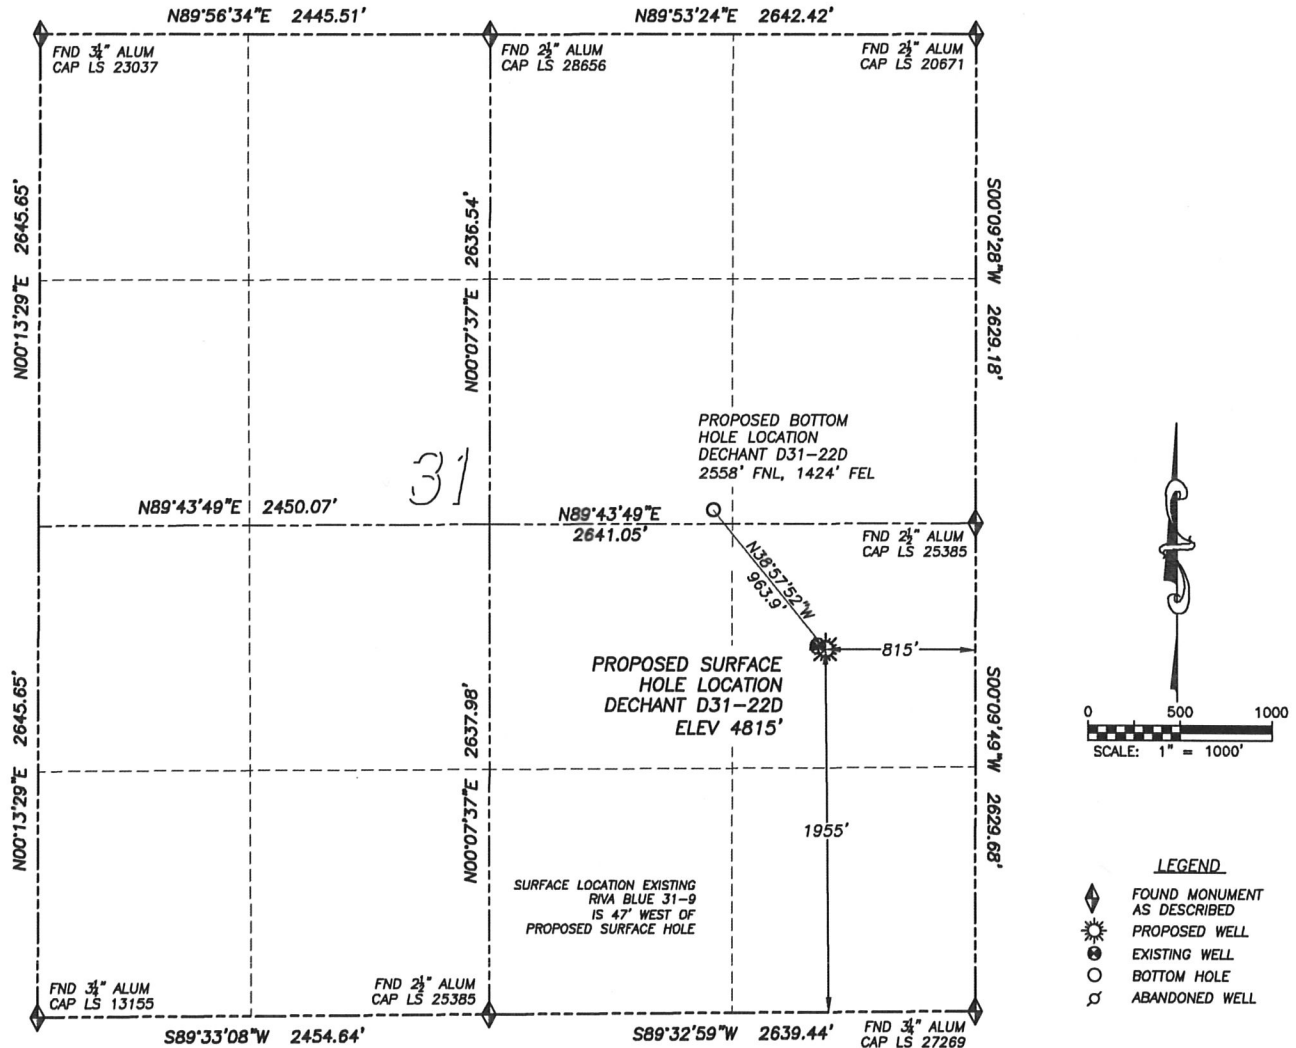 N89°56'34"E 2445.51'
N89°53'24"E 2642.42'
FND 3¼" ALUM
CAP LS 23037
FND 2½" ALUM
CAP LS 28656
FND 2½" ALUM
CAP LS 20671
N00°13'29"E 2645.65'
N00°07'37"E 2636.54'
S00°09'28"W 2629.18'
PROPOSED BOTTOM
HOLE LOCATION
DECHANT D31-22D
2558' FNL, 1424' FEL
31
N89°43'49"E 2450.07'
N89°43'49"E
2641.05'
FND 2½" ALUM
CAP LS 25385
N38°57'52"W
963.9'
815'
PROPOSED SURFACE
HOLE LOCATION
DECHANT D31-22D
ELEV 4815'
N00°13'29"E 2645.65'
N00°07'37"E 2637.98'
S00°09'49"W 2629.68'
1955'
SURFACE LOCATION EXISTING
RIVA BLUE 31-9
IS 47' WEST OF
PROPOSED SURFACE HOLE
FND 3¼" ALUM
CAP LS 13155
FND 2½" ALUM
CAP LS 25385
S89°33'08"W 2454.64'
S89°32'59"W 2639.44'
FND 3¼" ALUM
CAP LS 27269
0 500 1000
SCALE: 1" = 1000'
LEGEND
FOUND MONUMENT
AS DESCRIBED
PROPOSED WELL
EXISTING WELL
BOTTOM HOLE
ABANDONED WELL